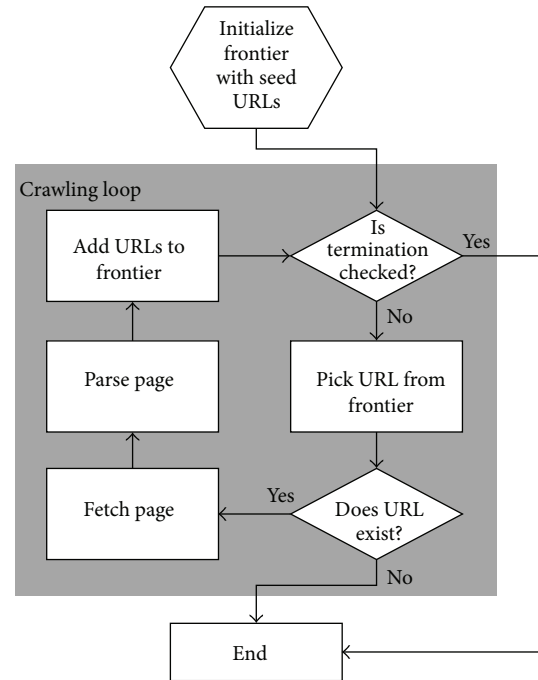 Initialize
frontier
with seed
URLs
Crawling loop
Add URLs to
frontier
Is
termination
checked?
Yes
No
Parse page
Pick URL from
frontier
Fetch page
Yes
Does URL
exist?
No
End